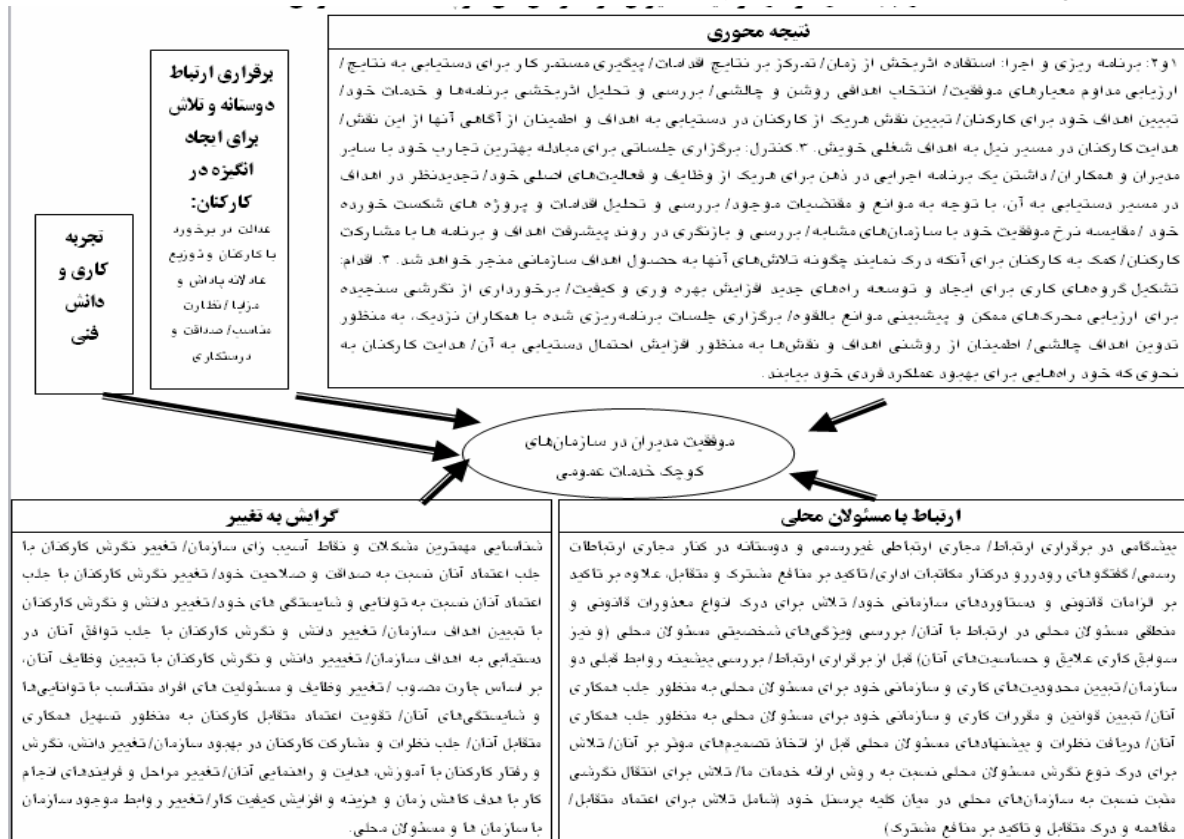 نتیجه محوری
۱و۲: برنامه ریزی و اجرا: استفاده اثربخش از زمان/ تمرکز بر نتایج اقدامات/ پیگیری مستمر کار برای دستیابی به نتایج/
ارزیابی مداوم معیارهای موفقیت/ انتخاب اهدافی روشن و چالشی/ بررسی و تحلیل اثربخشی برنامه‌ها و خدمات خود/
تبیین اهداف خود برای کارکنان/ تبیین نقش هریک از کارکنان در دستیابی به اهداف و اطمینان از آگاهی آنها از این نقش/
هدایت کارکنان در مسیر نیل به اهداف شغلی خویش. ۳.کنترل: برگزاری جلساتی برای مبادله بهترین تجارب خود با سایر
مدیران و همکاران/ داشتن یک برنامه اجرایی در ذهن برای هریک از وظایف و فعالیت‌های اصلی خود/ تجدیدنظر در اهداف
در مسیر دستیابی به آن، با توجه به موانع و مقتضیات موجود/ بررسی و تحلیل اقدامات و پروژه های شکست خورده
خود /مقایسه نرخ موفقیت خود با سازمان‌های مشابه/ بررسی و بازنگری در روند پیشرفت اهداف و برنامه ها با مشارکت
کارکنان/ کمک به کارکنان برای آنکه درک نمایند چگونه تلاش‌های آنها به حصول اهداف سازمانی منجر خواهد شد. ۴. اقدام:
تشکیل گروه‌های کاری برای ایجاد و توسعه راه‌های جدید افزایش بهره وری و کیفیت/ برخورداری از نگرشی سنجیده
برای ارزیابی محرک‌های ممکن و پیشبینی موانع بالقوه/ برگزاری جلسات برنامه‌ریزی شده با همکاران نزدیک، به منظور
تدوین اهداف چالشی/ اطمینان از روشنی اهداف و نقش‌ها به منظور افزایش احتمال دستیابی به آن/ هدایت کارکنان به
نحوی که خود راه‌هایی برای بهبود عملکرد فردی خود بیابند.
برقراری ارتباط
دوستانه و تلاش
برای ایجاد
انگیزه در
کارکنان:
عدالت در برخورد
با کارکنان و توزیع
عادلانه پاداش و
مزایا /نظارت
مناسب/ صداقت و
درستکاری
تجربه
کاری و
دانش
فنی
موفقیت مدیران در سازمان‌های
کوچک خدمات عمومی
ارتباط با مسئولان محلی
پیشگامی در برقراری ارتباط/ مجاری ارتباطی غیررسمی و دوستانه در کنار مجاری ارتباطات
رسمی/ گفتگوهای رودررو درکنار مکاتبات اداری/ تاکید بر منافع مشترک و متقابل، علاوه بر تاکید
بر الزامات قانونی و دستاوردهای سازمانی خود/ تلاش برای درک انواع معذورات قانونی و
منطقی مسئولان محلی در ارتباط با آنان/ بررسی ویژگی‌های شخصیتی مسئولان محلی (و نیز
سوابق کاری علایق و حساسیت‌های آنان) قبل از برقراری ارتباط/ بررسی پیشینه روابط قبلی دو
سازمان/ تبیین محدودیت‌های کاری و سازمانی خود برای مسئولان محلی به منظور جلب همکاری
آنان/ تبیین قوانین و مقررات کاری و سازمانی خود برای مسئولان محلی به منظور جلب همکاری
آنان/ دریافت نظرات و پیشنهادهای مسئولان محلی قبل از اتخاذ تصمیم‌های موثر بر آنان/ تلاش
برای درک نوع نگرش مسئولان محلی نسبت به روش ارائه خدمات ما/ تلاش برای انتقال نگرشی
مثبت نسبت به سازمان‌های محلی در میان کلیه پرسنل خود (شامل تلاش برای اعتماد متقابل/
مفاهمه و درک متقابل و تاکید بر منافع مشترک)
گرایش به تغییر
شناسایی مهمترین مشکلات و نقاط آسیب زای سازمان/ تغییر نگرش کارکنان با
جلب اعتماد آنان نسبت به صداقت و صلاحیت خود/ تغییر نگرش کارکنان با جلب
اعتماد آنان نسبت به توانایی و شایستگی های خود/ تغییر دانش و نگرش کارکنان
با تبیین اهداف سازمان/ تغییر دانش و نگرش کارکنان با جلب توافق آنان در
دستیابی به اهداف سازمان/ تغییر دانش و نگرش کارکنان با تبیین وظایف آنان،
بر اساس چارت مصوب /تغییر وظایف و مسئولیت های افراد متناسب با توانایی‌ها
و شایستگی‌های آنان/ تقویت اعتماد متقابل کارکنان به منظور تسهیل همکاری
متقابل آنان/ جلب نظرات و مشارکت کارکنان در بهبود سازمان/ تغییر دانش، نگرش
و رفتار کارکنان با آموزش، هدایت و راهنمایی آنان/ تغییر مراحل و فرایندهای انجام
کار با هدف کاهش زمان و هزینه و افزایش کیفیت کار/ تغییر روابط موجود سازمان
با سازمان ها و مسئولان محلی.